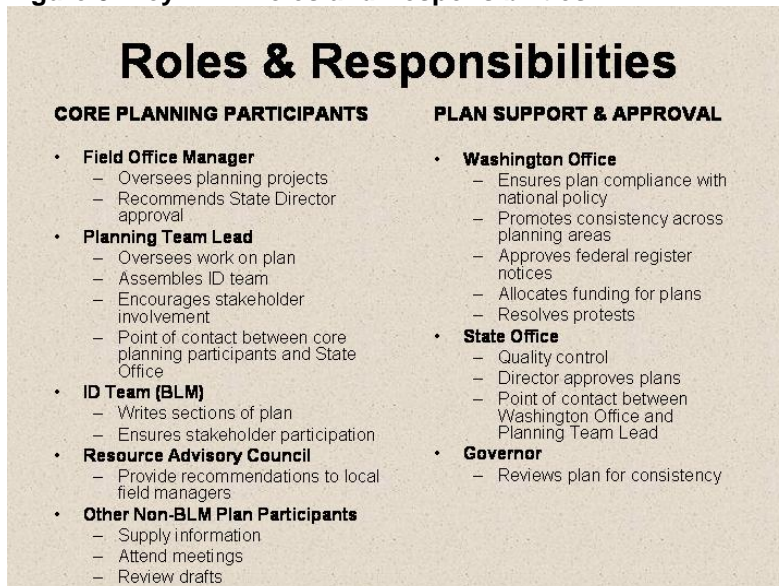 Roles & Responsibilities
CORE PLANNING PARTICIPANTS
• Field Office Manager
– Oversees planning projects
– Recommends State Director
approval
• Planning Team Lead
– Oversees work on plan
– Assembles ID team
– Encourages stakeholder
involvement
– Point of contact between core
planning participants and State
Office
• ID Team (BLM)
– Writes sections of plan
– Ensures stakeholder participation
• Resource Advisory Council
– Provide recommendations to local
field managers
• Other Non-BLM Plan Participants
– Supply information
– Attend meetings
– Review drafts
PLAN SUPPORT & APPROVAL
• Washington Office
– Ensures plan compliance with
national policy
– Promotes consistency across
planning areas
– Approves federal register
notices
– Allocates funding for plans
– Resolves protests
• State Office
– Quality control
– Director approves plans
– Point of contact between
Washington Office and
Planning Team Lead
• Governor
– Reviews plan for consistency